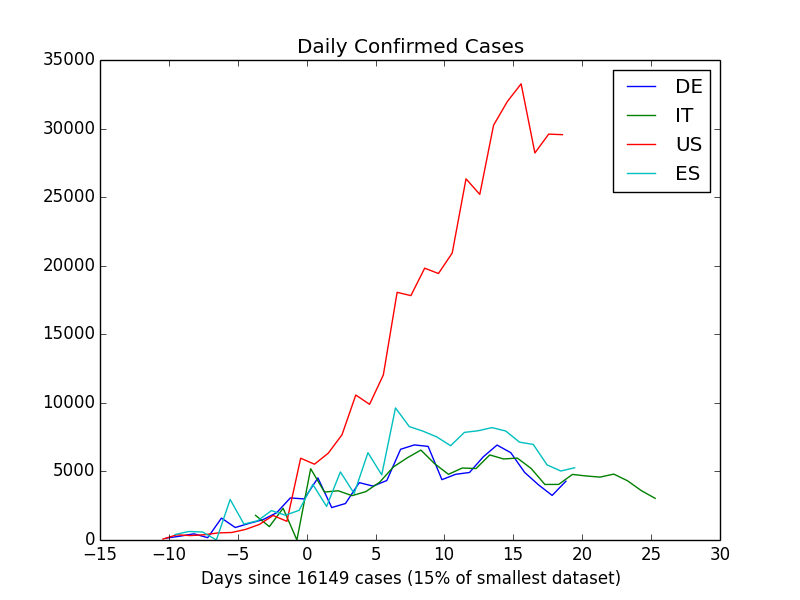 Daily Confirmed Cases
35000
30000
25000
20000
15000
10000
5000
0
DE
IT
US
ES
−15 −10 −5 0 5 10 15 20 25 30
Days since 16149 cases (15% of smallest dataset)